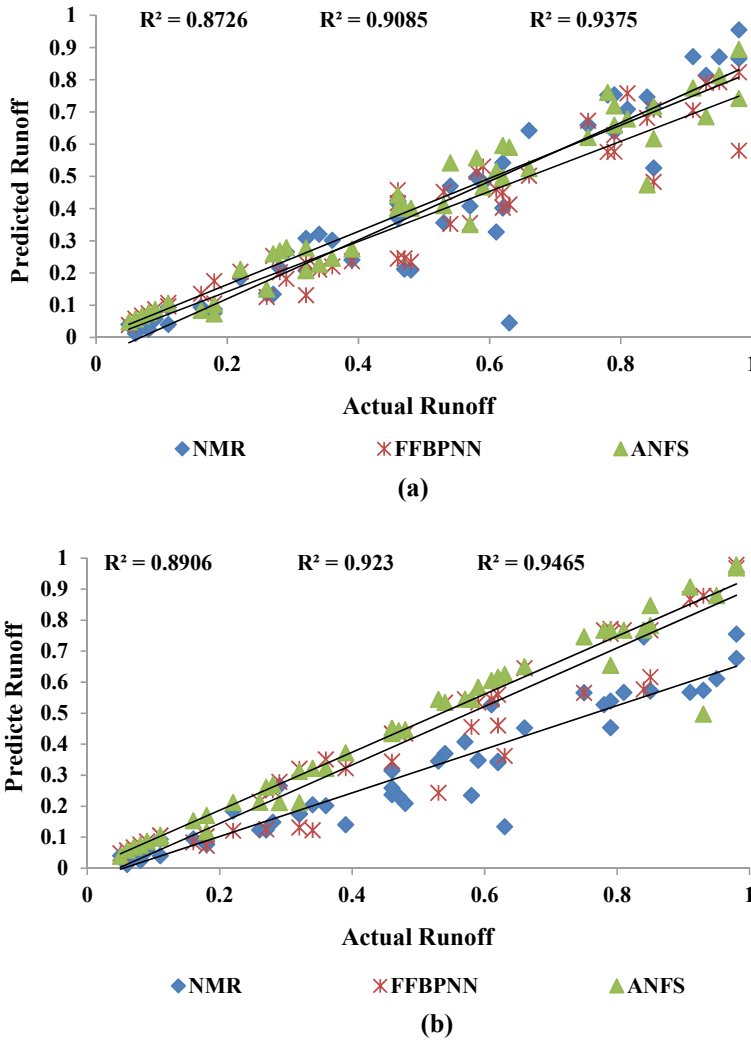 R² = 0.8726 R² = 0.9085 R² = 0.9375
1
0.9
0.8
0.7
0.6
0.5
0.4
0.3
0.2
0.1
0
Predicted Runoff
0 0.2 0.4 0.6 0.8 1
Actual Runoff
NMR FFBPNN ANFS
(a)
R² = 0.8906 R² = 0.923 R² = 0.9465
1
0.9
0.8
0.7
0.6
0.5
0.4
0.3
0.2
0.1
0
Predicte Runoff
0 0.2 0.4 0.6 0.8 1
Actual Runoff
NMR FFBPNN ANFS
(b)